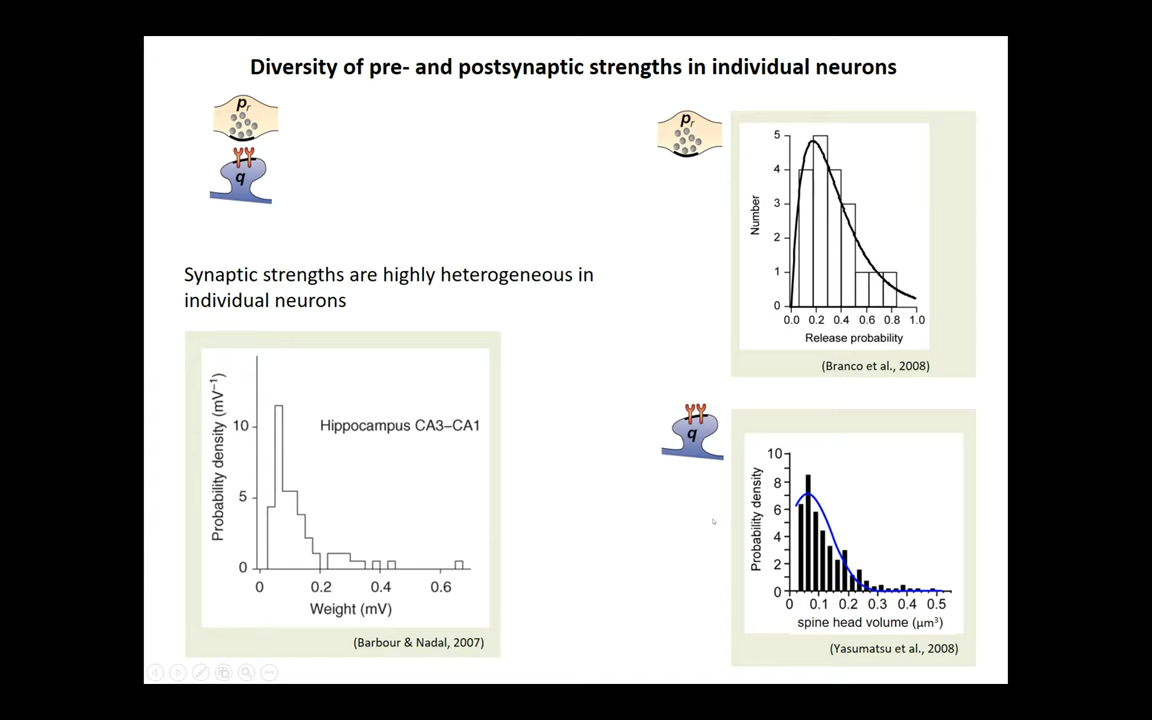 Diversity of pre- and postsynaptic strengths in individual neurons
pr
q
Synaptic strengths are highly heterogeneous in
individual neurons
Probability density (mV⁻¹)
10
5
0
Hippocampus CA3–CA1
0 0.2 0.4 0.6
Weight (mV)
(Barbour & Nadal, 2007)
pr
Number
5
4
3
2
1
0
0.0 0.2 0.4 0.6 0.8 1.0
Release probability
(Branco et al., 2008)
q
Probability density
10
8
6
4
2
0
0 0.1 0.2 0.3 0.4 0.5
spine head volume (μm³)
(Yasumatsu et al., 2008)